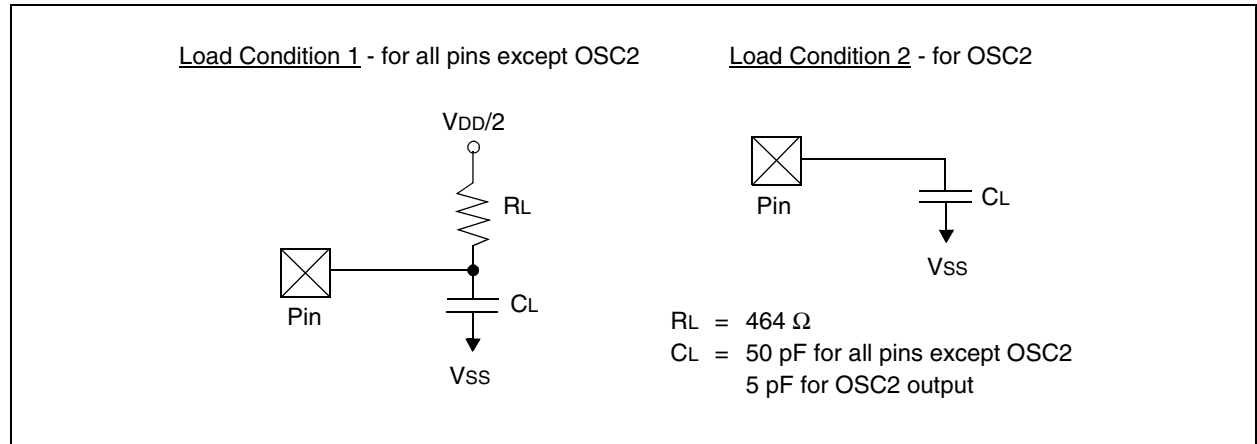 Load Condition 1 - for all pins except OSC2
VDD/2
RL
Pin
CL
VSS
Load Condition 2 - for OSC2
Pin
CL
VSS
RL = 464 Ω
CL = 50 pF for all pins except OSC2
5 pF for OSC2 output